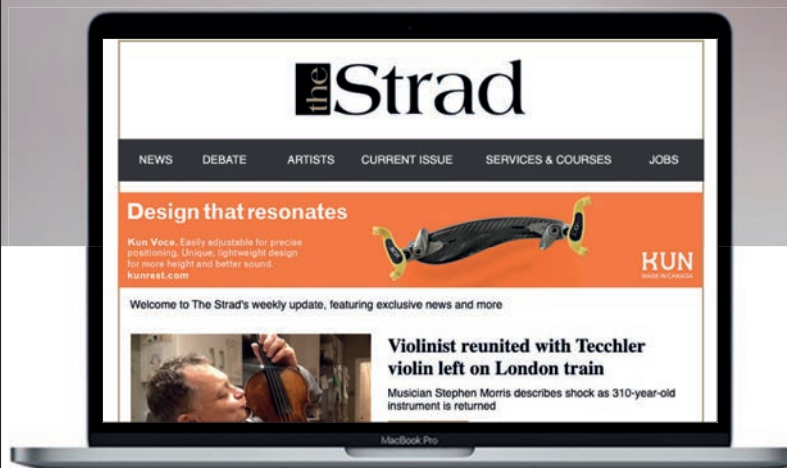 the Strad
NEWS DEBATE ARTISTS CURRENT ISSUE SERVICES & COURSES JOBS
Design that resonates
Kun Voce. Easily adjustable for precise
positioning. Unique, lightweight design
for more height and better sound.
kunrest.com
KUN
MADE IN CANADA
Welcome to The Strad's weekly update, featuring exclusive news and more
Violinist reunited with Tecchler
violin left on London train
Musician Stephen Morris describes shock as 310-year-old
instrument is returned
MacBook Pro